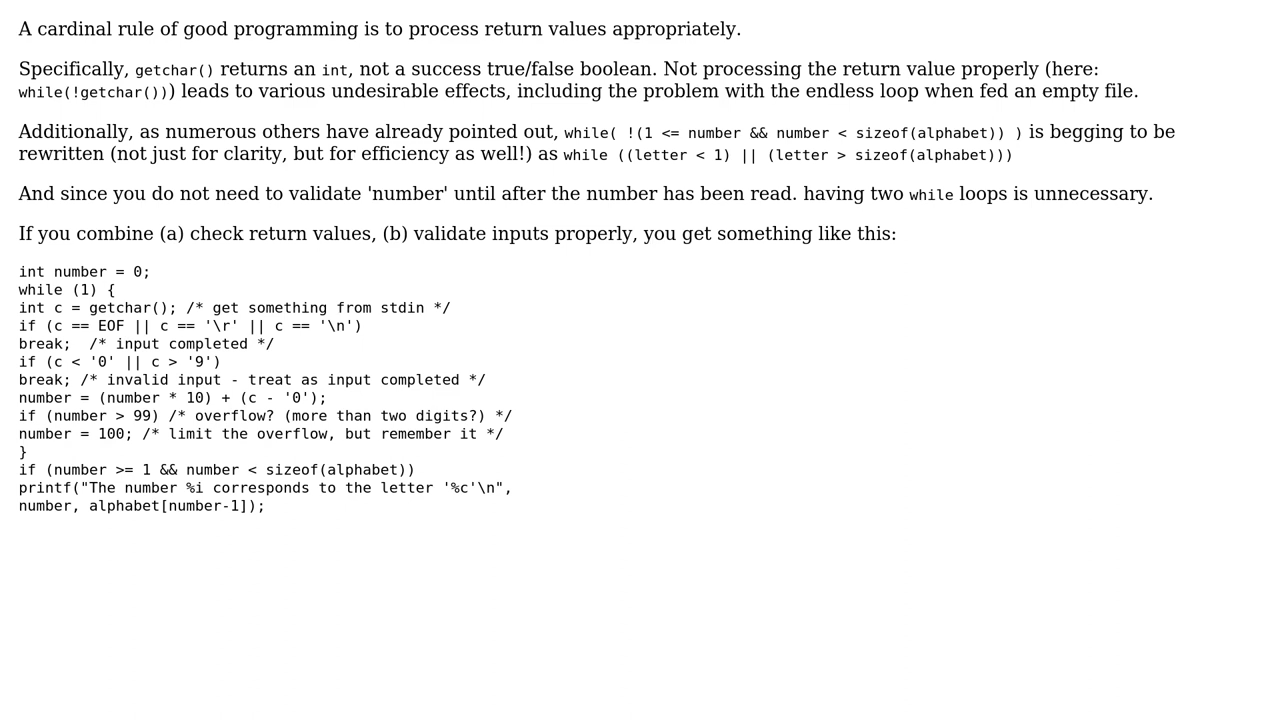 A cardinal rule of good programming is to process return values appropriately.
Specifically, getchar() returns an int, not a success true/false boolean. Not processing the return value properly (here:
while(!getchar())) leads to various undesirable effects, including the problem with the endless loop when fed an empty file.
Additionally, as numerous others have already pointed out, while( !(1 <= number && number < sizeof(alphabet)) ) is begging to be
rewritten (not just for clarity, but for efficiency as well!) as while ((letter < 1) || (letter > sizeof(alphabet)))
And since you do not need to validate 'number' until after the number has been read. having two while loops is unnecessary.
If you combine (a) check return values, (b) validate inputs properly, you get something like this:
int number = 0;
while (1) {
int c = getchar(); /* get something from stdin */
if (c == EOF || c == '\r' || c == '\n')
break;  /* input completed */
if (c < '0' || c > '9')
break; /* invalid input - treat as input completed */
number = (number * 10) + (c - '0');
if (number > 99) /* overflow? (more than two digits?) */
number = 100; /* limit the overflow, but remember it */
}
if (number >= 1 && number < sizeof(alphabet))
printf("The number %i corresponds to the letter '%c'\n",
number, alphabet[number-1]);